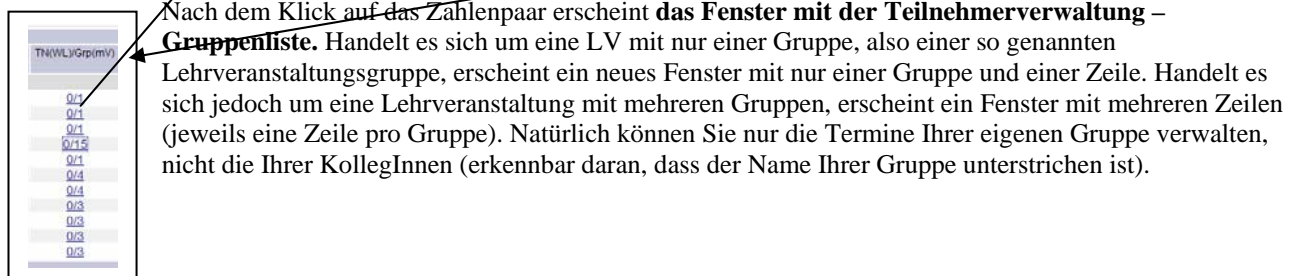 Nach dem Klick auf das Zahlenpaar erscheint das Fenster mit der Teilnehmerverwaltung –
Gruppenliste. Handelt es sich um eine LV mit nur einer Gruppe, also einer so genannten
Lehrveranstaltungsgruppe, erscheint ein neues Fenster mit nur einer Gruppe und einer Zeile. Handelt es
sich jedoch um eine Lehrveranstaltung mit mehreren Gruppen, erscheint ein Fenster mit mehreren Zeilen
(jeweils eine Zeile pro Gruppe). Natürlich können Sie nur die Termine Ihrer eigenen Gruppe verwalten,
nicht die Ihrer KollegInnen (erkennbar daran, dass der Name Ihrer Gruppe unterstrichen ist).
TN(WL)/Grp(mV)
0/1
0/1
0/1
0/15
0/1
0/4
0/4
0/3
0/3
0/3
0/3